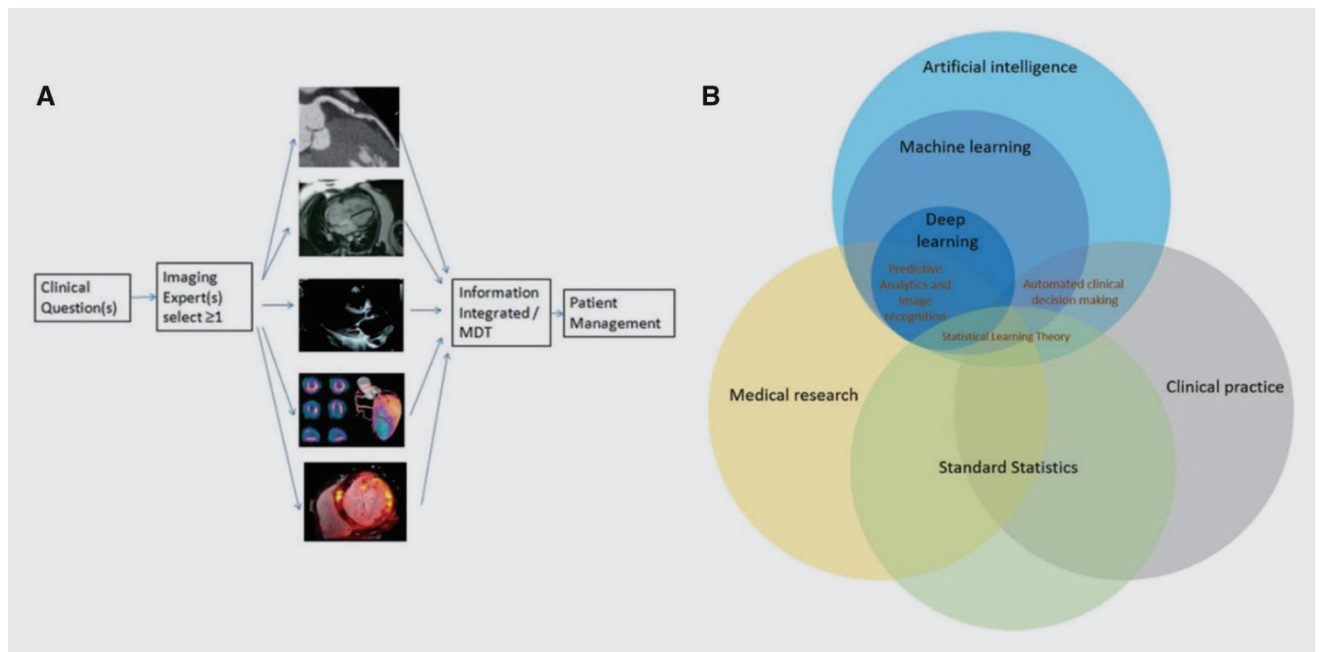 A
Clinical
Question(s)
Imaging
Expert(s)
select ≥1
Information
Integrated /
MDT
Patient
Management
B
Artificial intelligence
Machine learning
Deep
learning
Predictive
Analytics and
Image
recognition
Automated clinical
decision making
Statistical Learning Theory
Medical research
Clinical practice
Standard Statistics